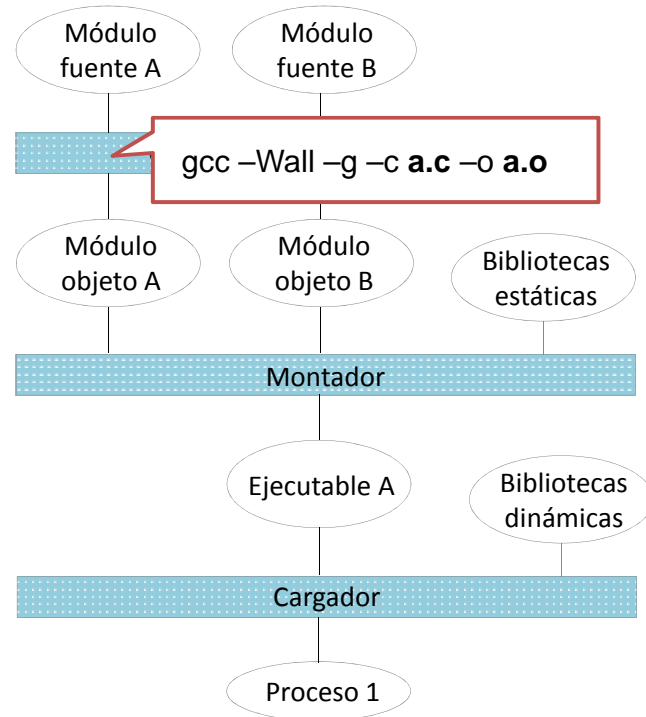 Módulo
fuente A
Módulo
fuente B
gcc –Wall –g –c a.c –o a.o
Módulo
objeto A
Módulo
objeto B
Bibliotecas
estáticas
Montador
Ejecutable A
Bibliotecas
dinámicas
Cargador
Proceso 1